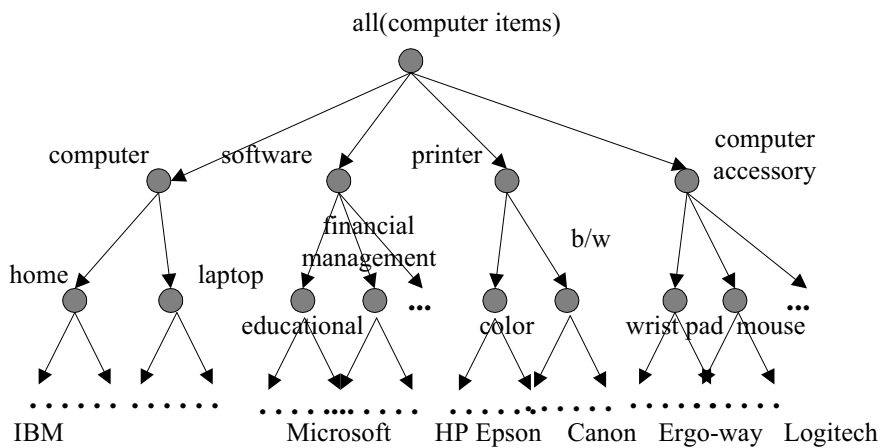 all(computer items)
computer
software
printer
computer
accessory
financial
management
b/w
home
laptop
...
...
educational
color
wrist pad
mouse
IBM
Microsoft
HP
Epson
Canon
Ergo-way
Logitech